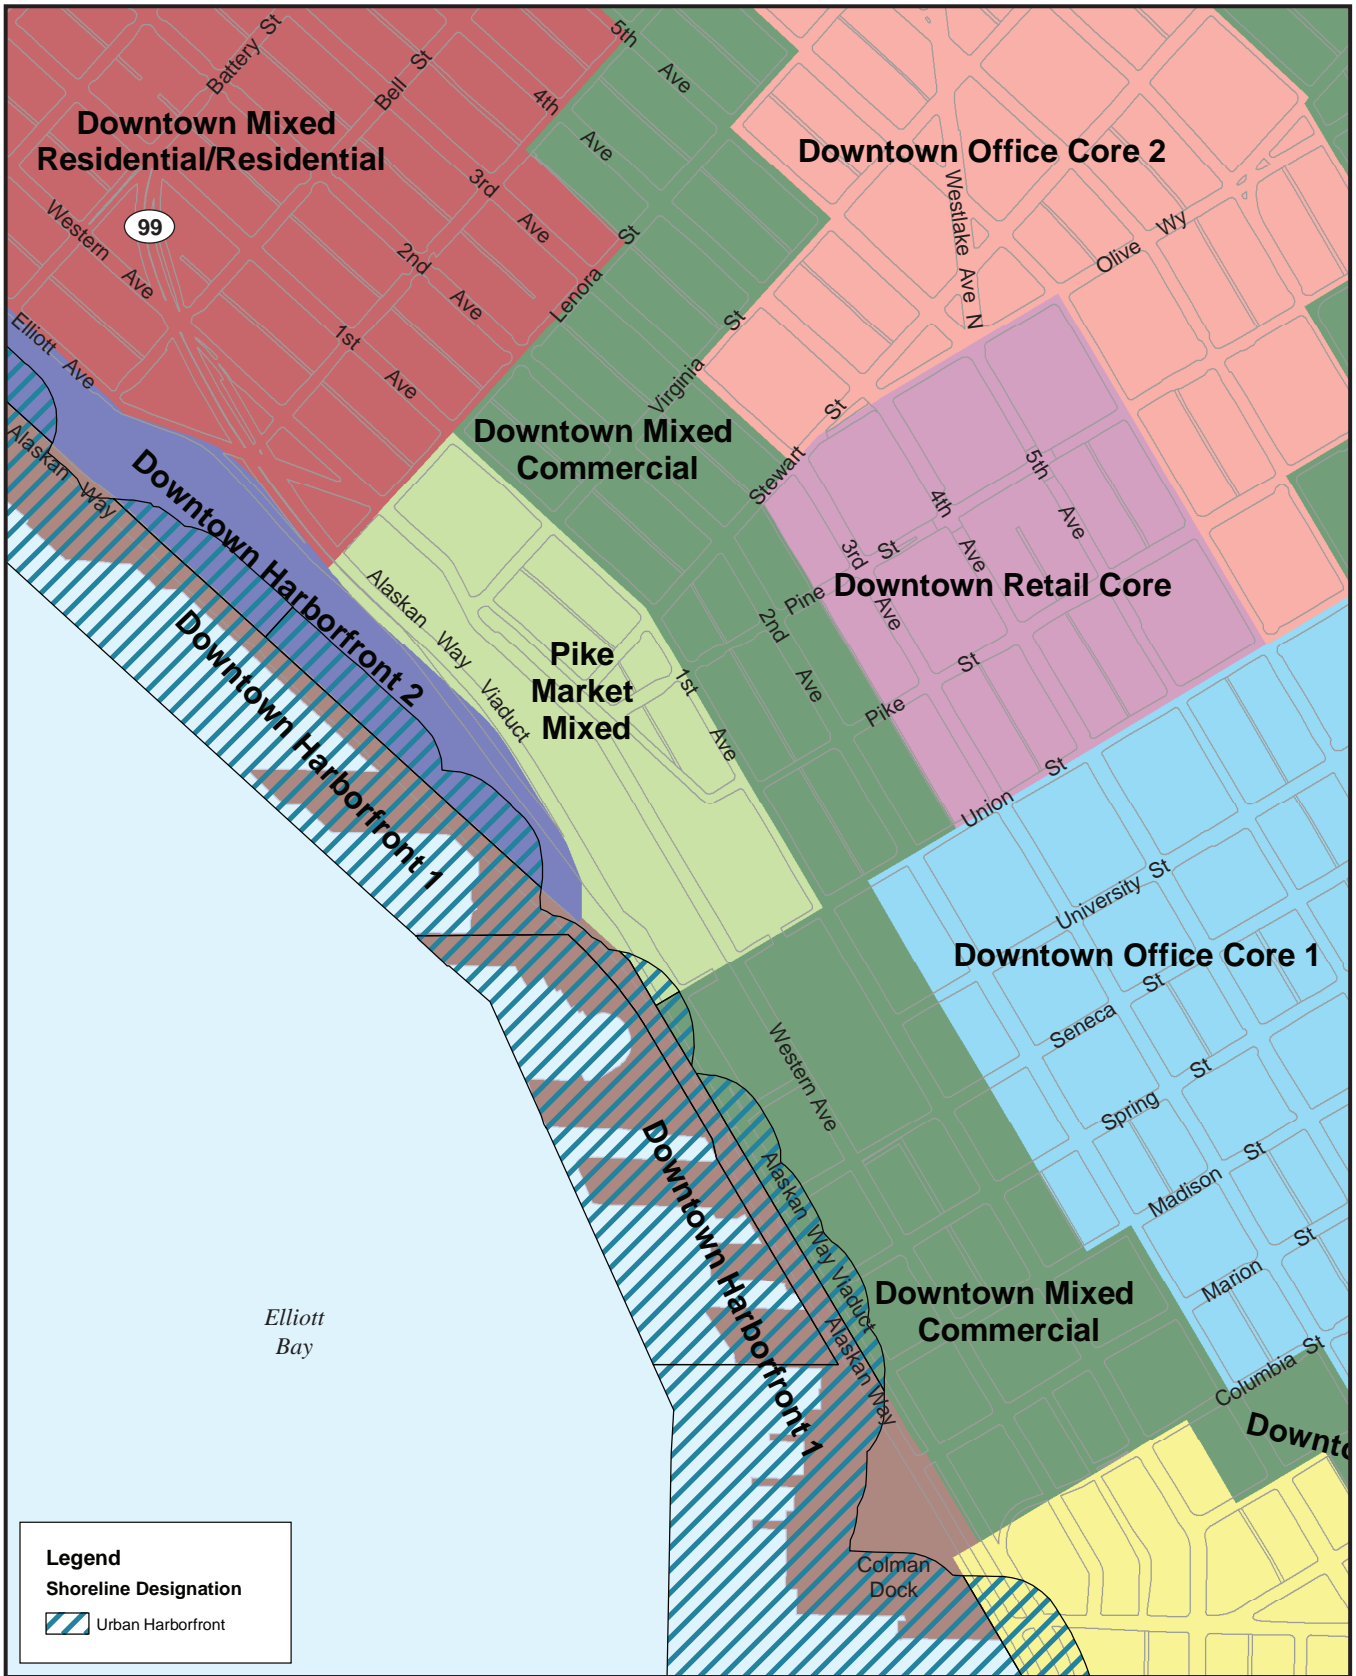 Battery St
Bell St
5th Ave
4th Ave
Downtown Mixed
Residential/Residential
Downtown Office Core 2
3rd Ave
Western Ave
99
2nd Ave
Lenora St
Westlake Ave N
Olive Wy
Elliott Ave
1st Ave
Virginia St
Alaskan Way
Downtown Mixed
Commercial
Stewart St
Downtown Harborfront 2
5th Ave
4th Ave
3rd Ave
Pine St
Downtown Retail Core
Alaskan Way Viaduct
Downtown Harborfront 1
Pike
Market
Mixed
2nd Ave
1st Ave
Pike St
Union St
University St
Downtown Office Core 1
Seneca St
Western Ave
Spring St
Downtown Harborfront 1
Alaskan Way Viaduct
Madison St
Marion St
Downtown Mixed
Commercial
Elliott
Bay
Alaskan Way
Columbia St
Downto
Colman
Dock
Legend
Shoreline Designation
Urban Harborfront